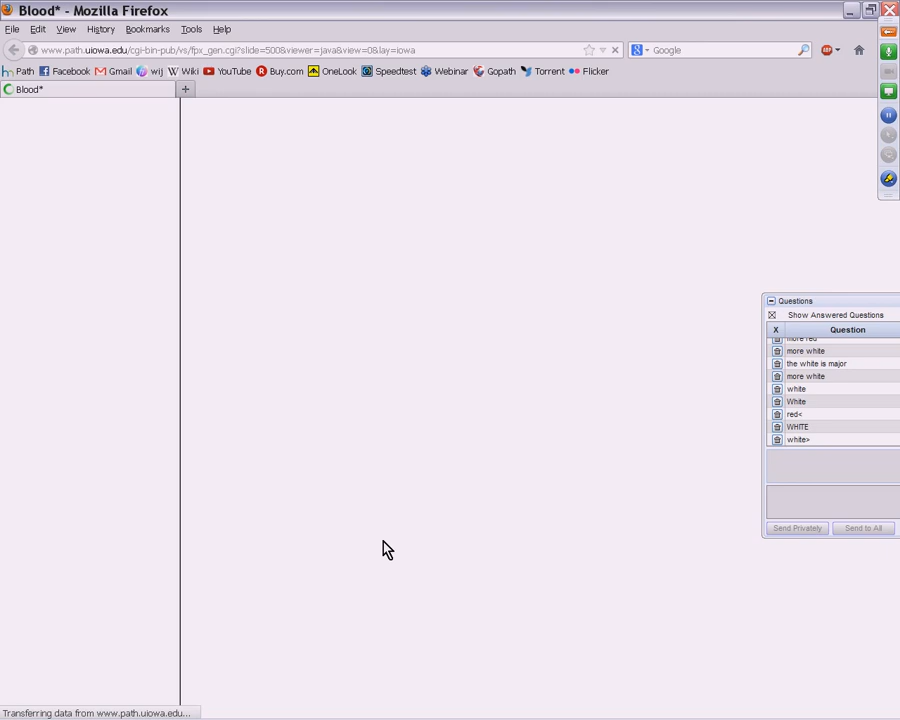 Blood* - Mozilla Firefox
File Edit View History Bookmarks Tools Help
www.path.uiowa.edu/cgi-bin-pub/vs/fpx_gen.cgi?slide=500&viewer=java&view=0&lay=iowa
Google
Path Facebook Gmail wij Wiki YouTube Buy.com OneLook Speedtest Webinar Gopath Torrent Flicker
Blood*
Questions
Show Answered Questions
X Question
more red
more white
the white is major
more white
white
White
red<
WHITE
white>
Send Privately Send to All
Transferring data from www.path.uiowa.edu...